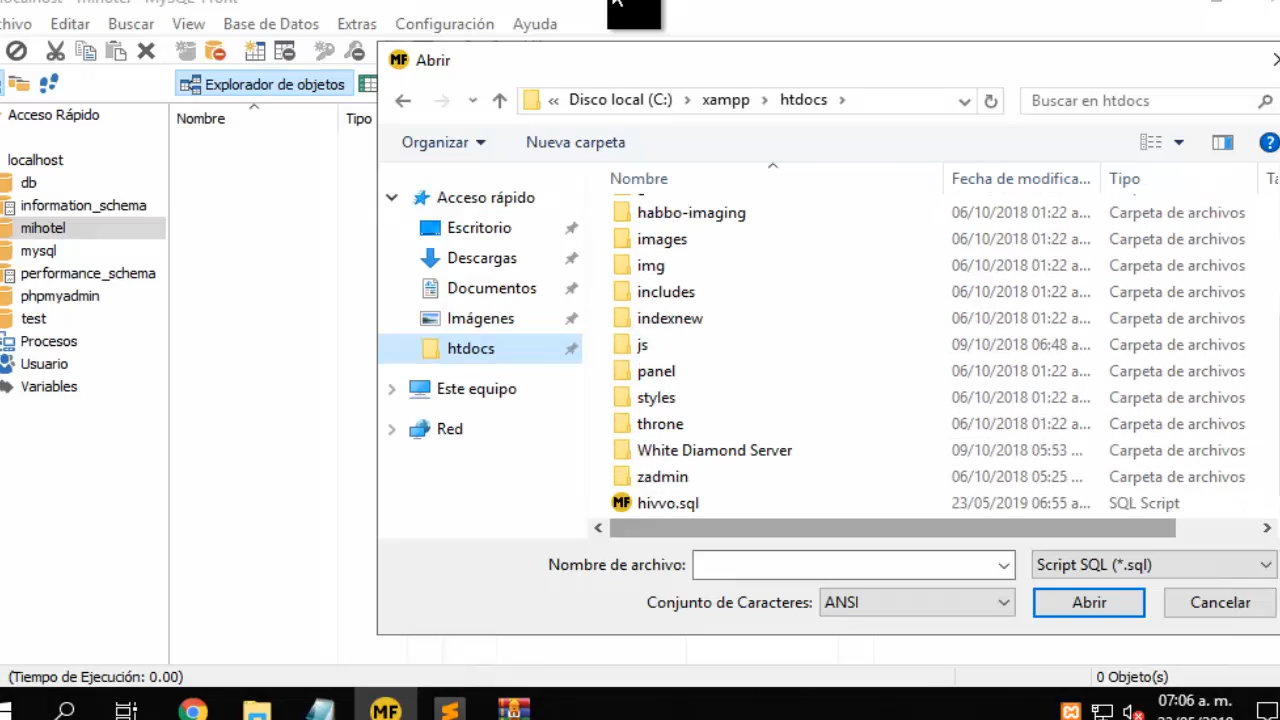 localhost - mihotel - MySQL-Front
chivo Editar Buscar View Base de Datos Extras Configuración Ayuda
MF Abrir
Explorador de objetos
« Disco local (C:) › xampp › htdocs ›
Buscar en htdocs
Acceso Rápido
Nombre Tipo
Organizar Nueva carpeta
localhost
db
information_schema
mihotel
mysql
performance_schema
phpmyadmin
test
Procesos
Usuario
Variables
Acceso rápido
Escritorio
Descargas
Documentos
Imágenes
htdocs
Este equipo
Red
Nombre Fecha de modifica... Tipo Ta
habbo-imaging 06/10/2018 01:22 a... Carpeta de archivos
images 06/10/2018 01:22 a... Carpeta de archivos
img 06/10/2018 01:22 a... Carpeta de archivos
includes 06/10/2018 01:22 a... Carpeta de archivos
indexnew 06/10/2018 01:22 a... Carpeta de archivos
js 09/10/2018 06:48 a... Carpeta de archivos
panel 06/10/2018 01:22 a... Carpeta de archivos
styles 06/10/2018 01:22 a... Carpeta de archivos
throne 06/10/2018 01:22 a... Carpeta de archivos
White Diamond Server 09/10/2018 05:53 ... Carpeta de archivos
zadmin 06/10/2018 05:25 ... Carpeta de archivos
MF hivvo.sql 23/05/2019 06:55 a... SQL Script
Nombre de archivo: Script SQL (*.sql)
Conjunto de Caracteres: ANSI Abrir Cancelar
(Tiempo de Ejecución: 0.00) 0 Objeto(s)
MF 07:06 a. m.